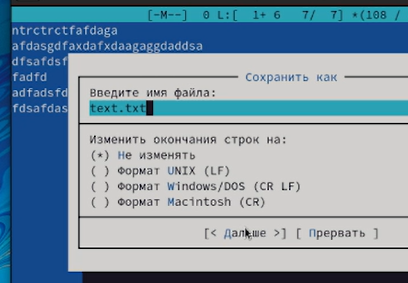 [-M--]  0 L:[  1+ 6   7/  7] *(108 /
ntrctrctfafdaga
afdasgdfaxdafxdaagaggdaddsa
dfsafdsf
fadfd
adfadsfd
fdsafdas
Сохранить как
Введите имя файла:
text.txt
Изменить окончания строк на:
(*) Не изменять
( ) Формат UNIX (LF)
( ) Формат Windows/DOS (CR LF)
( ) Формат Macintosh (CR)
[< Дальше >] [ Прервать ]